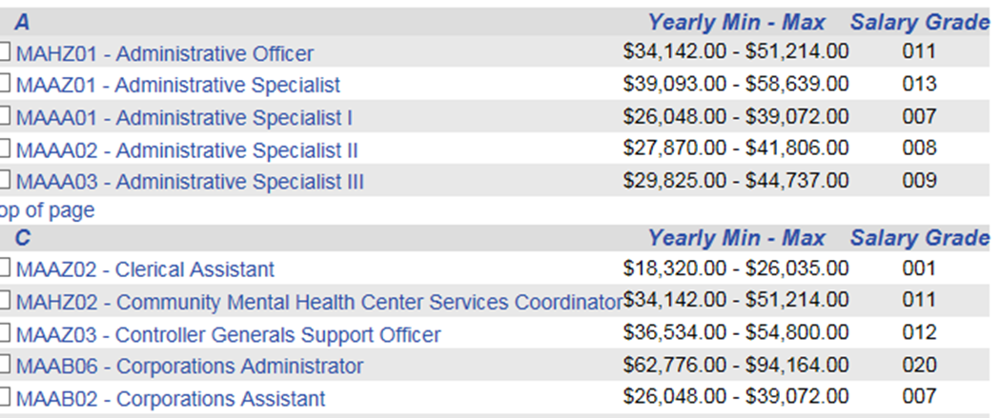 A Yearly Min - Max Salary Grade
MAHZ01 - Administrative Officer $34,142.00 - $51,214.00 011
MAAZ01 - Administrative Specialist $39,093.00 - $58,639.00 013
MAAA01 - Administrative Specialist I $26,048.00 - $39,072.00 007
MAAA02 - Administrative Specialist II $27,870.00 - $41,806.00 008
MAAA03 - Administrative Specialist III $29,825.00 - $44,737.00 009
op of page
C Yearly Min - Max Salary Grade
MAAZ02 - Clerical Assistant $18,320.00 - $26,035.00 001
MAHZ02 - Community Mental Health Center Services Coordinator $34,142.00 - $51,214.00 011
MAAZ03 - Controller Generals Support Officer $36,534.00 - $54,800.00 012
MAAB06 - Corporations Administrator $62,776.00 - $94,164.00 020
MAAB02 - Corporations Assistant $26,048.00 - $39,072.00 007